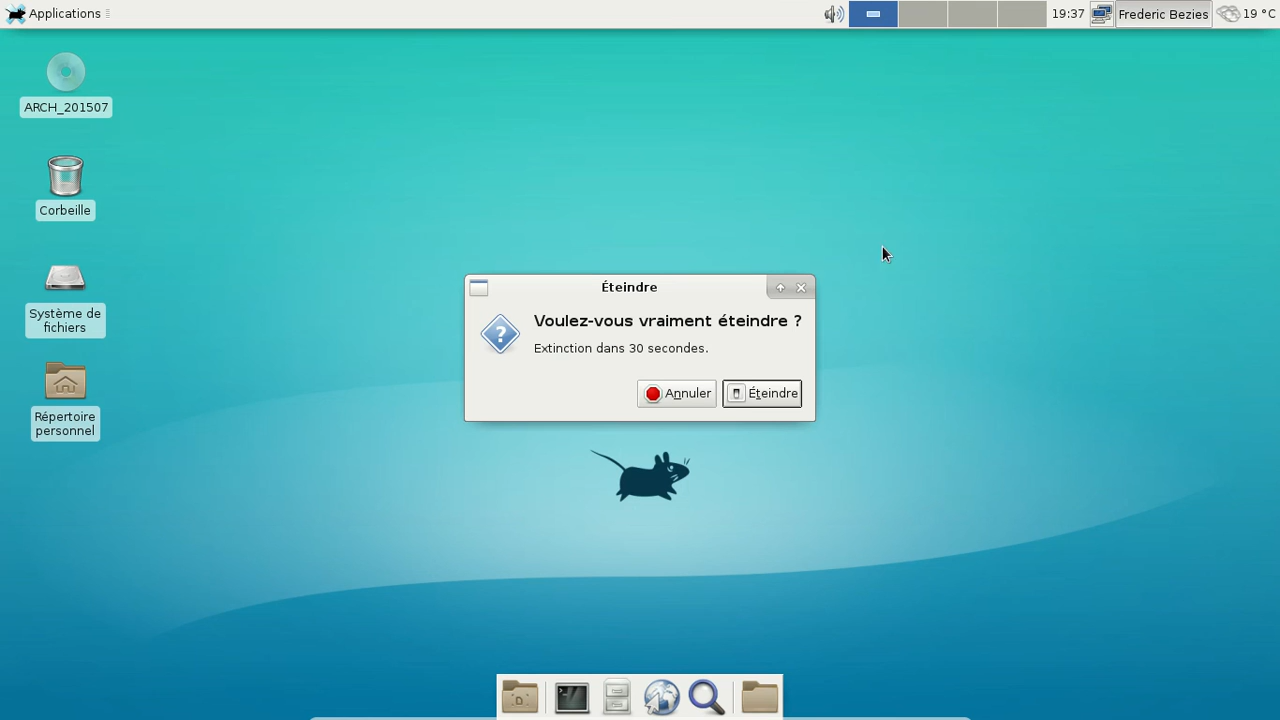 Applications
19:37
Frederic Bezies
19 °C
ARCH_201507
Corbeille
Système de
fichiers
Répertoire
personnel
Éteindre
Voulez-vous vraiment éteindre ?
Extinction dans 30 secondes.
Annuler
Éteindre